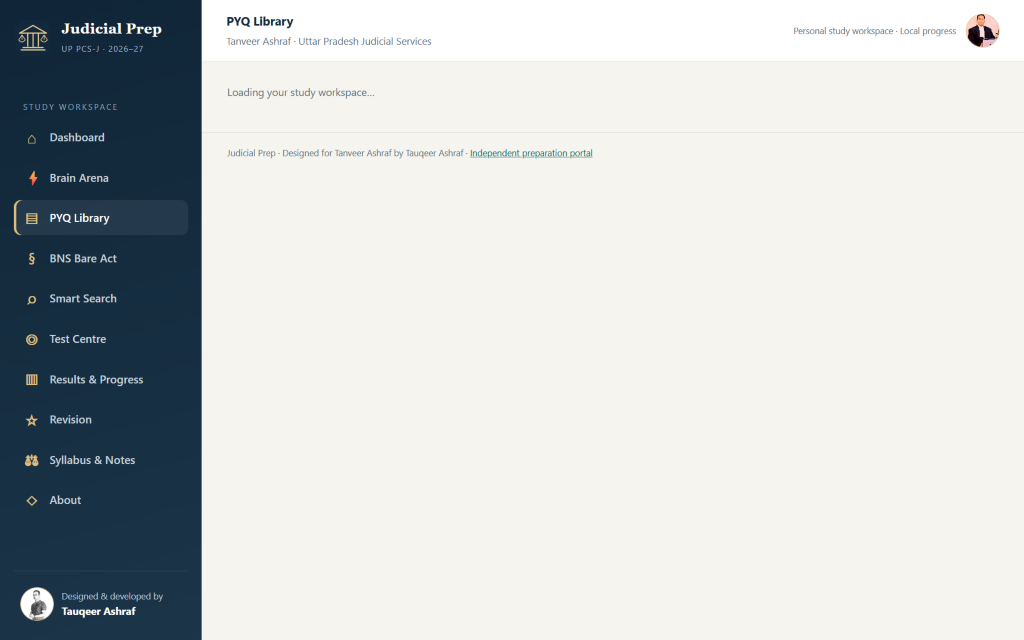 Judicial Prep
UP PCS-J · 2026–27
STUDY WORKSPACE
Dashboard
Brain Arena
PYQ Library
§ BNS Bare Act
Smart Search
Test Centre
Results & Progress
Revision
Syllabus & Notes
About
Designed & developed by
Tauqeer Ashraf
PYQ Library
Tanveer Ashraf · Uttar Pradesh Judicial Services
Personal study workspace · Local progress
Loading your study workspace...
Judicial Prep · Designed for Tanveer Ashraf by Tauqeer Ashraf · Independent preparation portal